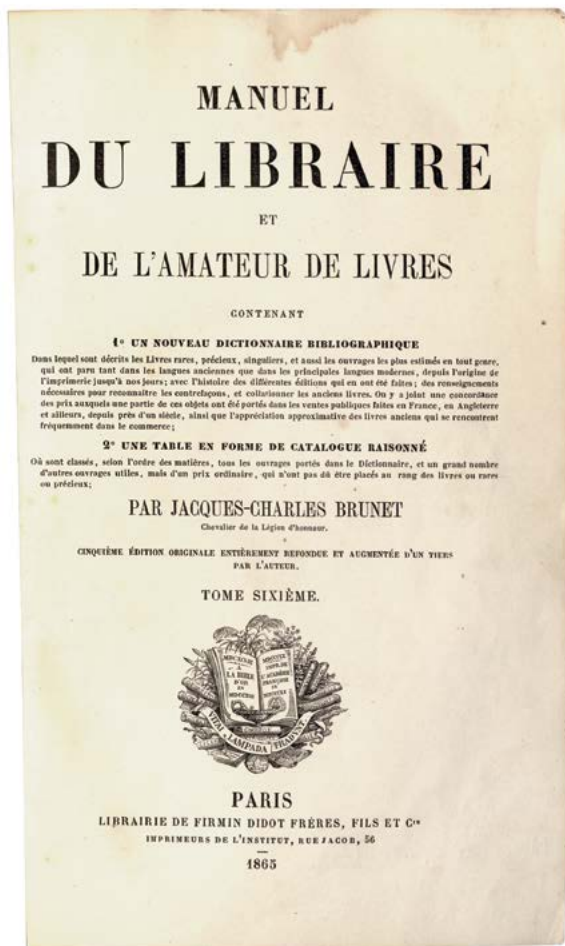 MANUEL
DU LIBRAIRE
ET
DE L'AMATEUR DE LIVRES
CONTENANT
1° UN NOUVEAU DICTIONNAIRE BIBLIOGRAPHIQUE
Dans lequel sont décrits les Livres rares, précieux, singuliers, et aussi les ouvrages les plus estimés en tout genre,
qui ont paru tant dans les langues anciennes que dans les principales langues modernes, depuis l'origine de
l'imprimerie jusqu'à nos jours; avec l'histoire des différentes éditions qui en ont été faites; des renseignements
nécessaires pour reconnaître les contrefaçons, et collationner les anciens livres. On y a joint une concordance
des prix auxquels une partie de ces objets ont été portés dans les ventes publiques faites en France, en Angleterre
et ailleurs, depuis près d'un siècle, ainsi que l'appréciation approximative des livres anciens qui se rencontrent
fréquemment dans le commerce;
2° UNE TABLE EN FORME DE CATALOGUE RAISONNÉ
Où sont classés, selon l'ordre des matières, tous les ouvrages portés dans le Dictionnaire, et un grand nombre
d'autres ouvrages utiles, mais d'un prix ordinaire, qui n'ont pas dû être placés au rang des livres ou rares
ou précieux;
PAR JACQUES-CHARLES BRUNET
Chevalier de la Légion d'honneur.
CINQUIÈME ÉDITION ORIGINALE ENTIÈREMENT REFONDUE ET AUGMENTÉE D'UN TIERS
PAR L'AUTEUR.
TOME SIXIÈME.
A
LA BIBLE
L'ACADÉMIE
FRANÇOISE
VITAI LAMPADA TRADVNT
PARIS
LIBRAIRIE DE FIRMIN DIDOT FRÈRES, FILS ET Cie
IMPRIMEURS DE L'INSTITUT, RUE JACOB, 56
1865